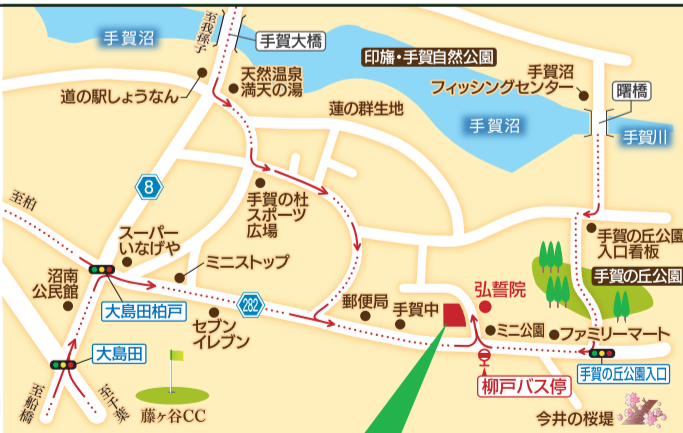 手賀沼
至我孫子
手賀大橋
印旛・手賀自然公園
手賀沼
フィッシングセンター
曙橋
道の駅しょうなん
天然温泉
満天の湯
蓮の群生地
手賀沼
手賀川
8
至柏
手賀の杜
スポーツ
広場
手賀の丘公園
入口看板
手賀の丘公園
スーパー
いなげや
ミニストップ
沼南
公民館
大島田柏戸
282
セブン
イレブン
郵便局
手賀中
弘誓院
ミニ公園
ファミリーマート
大島田
手賀の丘公園入口
柳戸バス停
至船橋
至千葉
藤ヶ谷CC
今井の桜堤